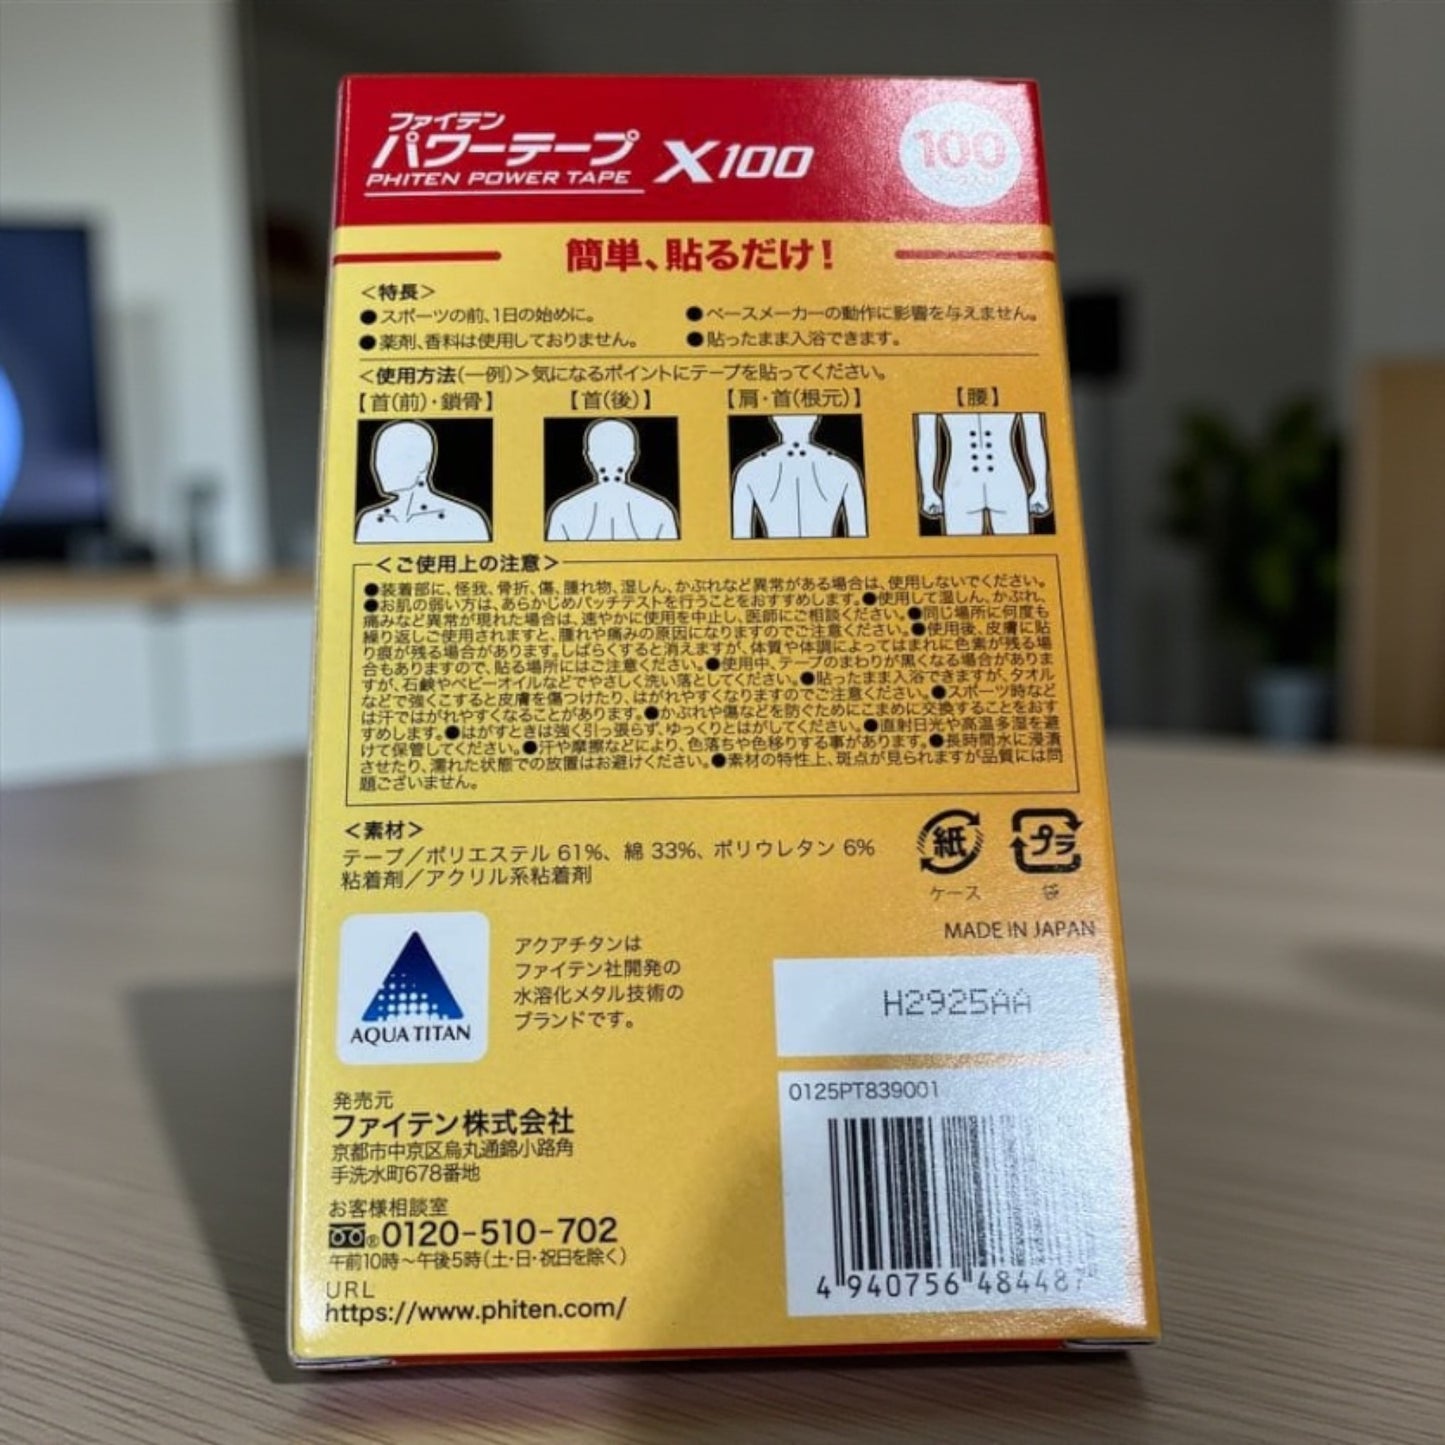 ファイテン
パワーテープ X100
PHITEN POWER TAPE
100
簡単、貼るだけ!
<特長>
●スポーツの前、1日の始めに。
●ペースメーカーの動作に影響を与えません。
●薬剤、香料は使用しておりません。
●貼ったまま入浴できます。
<使用方法(一例)>気になるポイントにテープを貼ってください。
【首(前)・鎖骨】
【首(後)】
【肩・首(根元)】
【腰】
<ご使用上の注意>
●装着部に、怪我、骨折、傷、腫れ物、湿しん、かぶれなど異常がある場合は、使用しないでください。
●お肌の弱い方は、あらかじめパッチテストを行うことをおすすめします。●使用して湿しん、かぶれ、
痛みなど異常が現れた場合は、速やかに使用を中止し、医師にご相談ください。●同じ場所に何度も
繰り返しご使用されますと、腫れや痛みの原因になりますのでご注意ください。●使用後、皮膚に貼
り痕が残る場合があります。しばらくすると消えますが、体質や体調によってはまれに色素が残る場
合もありますので、貼る場所にはご注意ください。●使用中、テープのまわりが黒くなる場合がありま
すが、石鹸やベビーオイルなどでやさしく洗い落としてください。●貼ったまま入浴できますが、タオル
などで強くこすると皮膚を傷つけたり、はがれやすくなりますのでご注意ください。●スポーツ時など
は汗ではがれやすくなることがあります。●かぶれや傷などを防ぐためにこまめに交換することをおす
すめします。●はがすときは強く引っ張らず、ゆっくりとはがしてください。●直射日光や高温多湿を避
けて保管してください。●汗や摩擦などにより、色落ちや色移りする事があります。●長時間水に浸漬
させたり、濡れた状態での放置はお避けください。●素材の特性上、斑点が見られますが品質には問
題ございません。
<素材>
テープ/ポリエステル 61%、綿 33%、ポリウレタン 6%
粘着剤/アクリル系粘着剤
紙
ケース
プラ
袋
MADE IN JAPAN
AQUA TITAN
アクアチタンは
ファイテン社開発の
水溶化メタル技術の
ブランドです。
H2925AA
0125PT839001
4 940756 484487
発売元
ファイテン株式会社
京都市中京区烏丸通錦小路角
手洗水町678番地
お客様相談室
®0120-510-702
午前10時〜午後5時(土・日・祝日を除く)
URL
https://www.phiten.com/